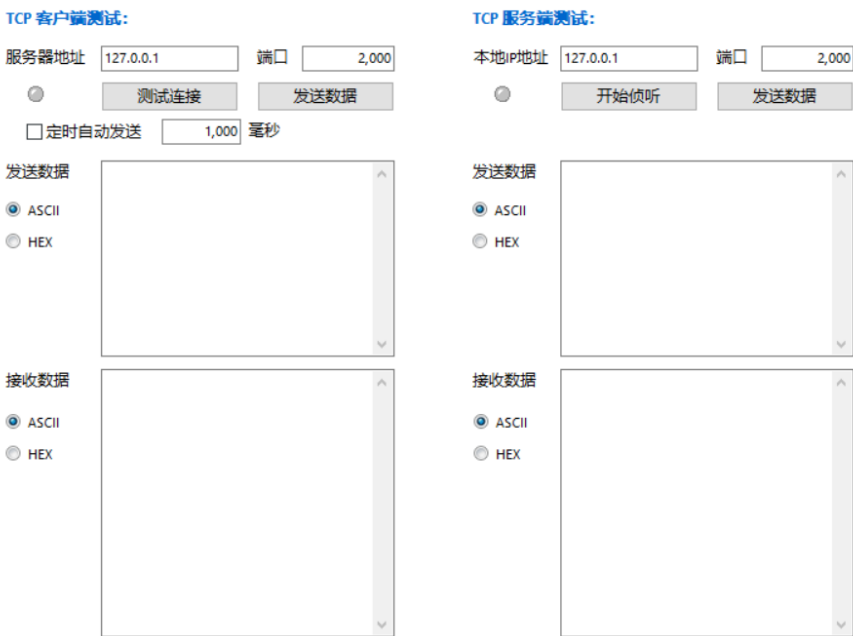 TCP 客户端测试:
服务器地址 127.0.0.1 端口 2,000
测试连接 发送数据
定时自动发送 1,000 毫秒
发送数据
ASCII
HEX
接收数据
ASCII
HEX
TCP 服务端测试:
本地IP地址 127.0.0.1 端口 2,000
开始侦听 发送数据
发送数据
ASCII
HEX
接收数据
ASCII
HEX